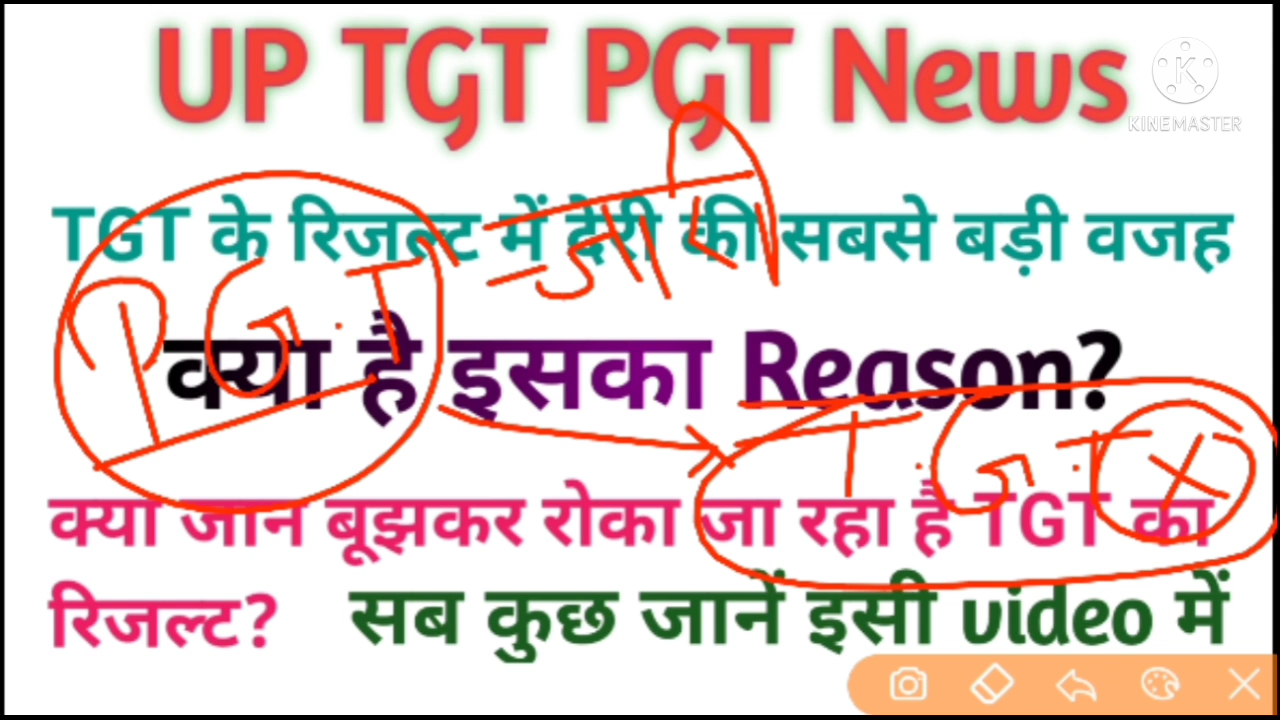 UP TGT PGT News
KINEMASTER
TGT के रिजल्ट में देरी की सबसे बड़ी वजह
P.G.T
T.G.T
क्या है इसका Reason?
क्या जान बूझकर रोका जा रहा है TGT का
रिजल्ट? सब कुछ जानें इसी video में